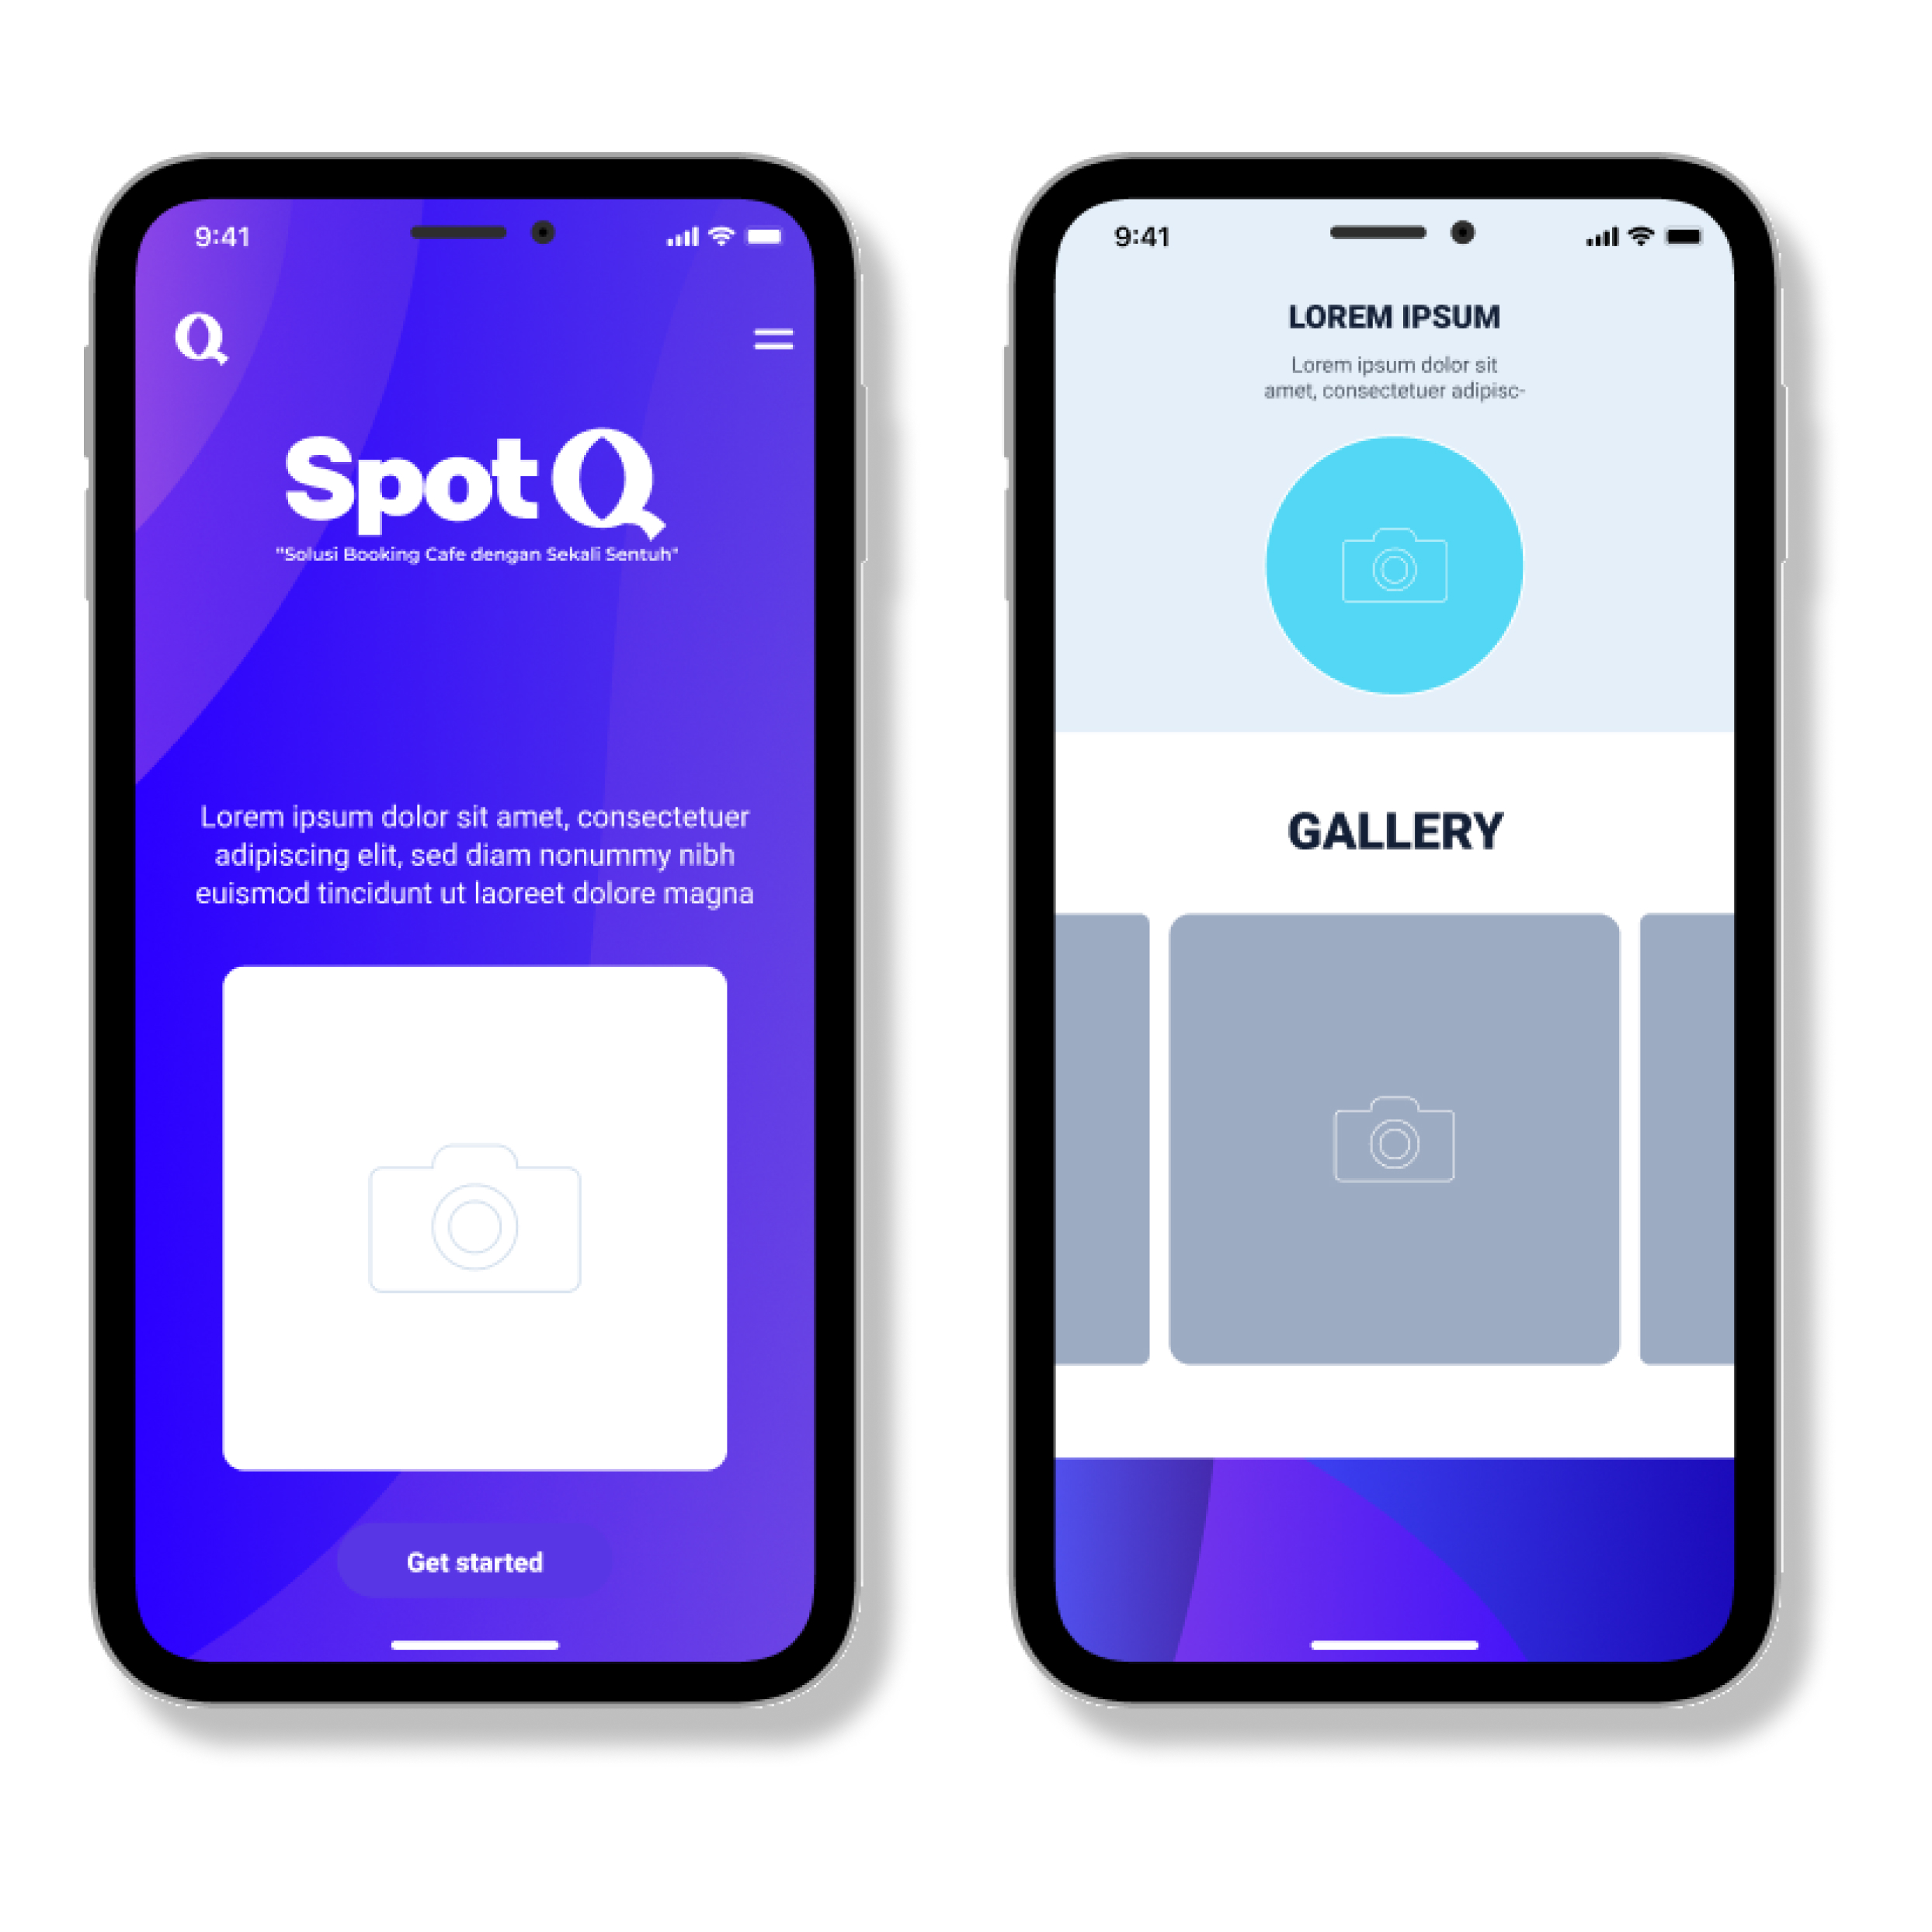 9:41
Q
Spot Q
"Solusi Booking Cafe dengan Sekali Sentuh"
Lorem ipsum dolor sit amet, consectetuer
adipiscing elit, sed diam nonummy nibh
euismod tincidunt ut laoreet dolore magna
Get started
9:41
LOREM IPSUM
Lorem ipsum dolor sit
amet, consectetuer adipisc-
GALLERY